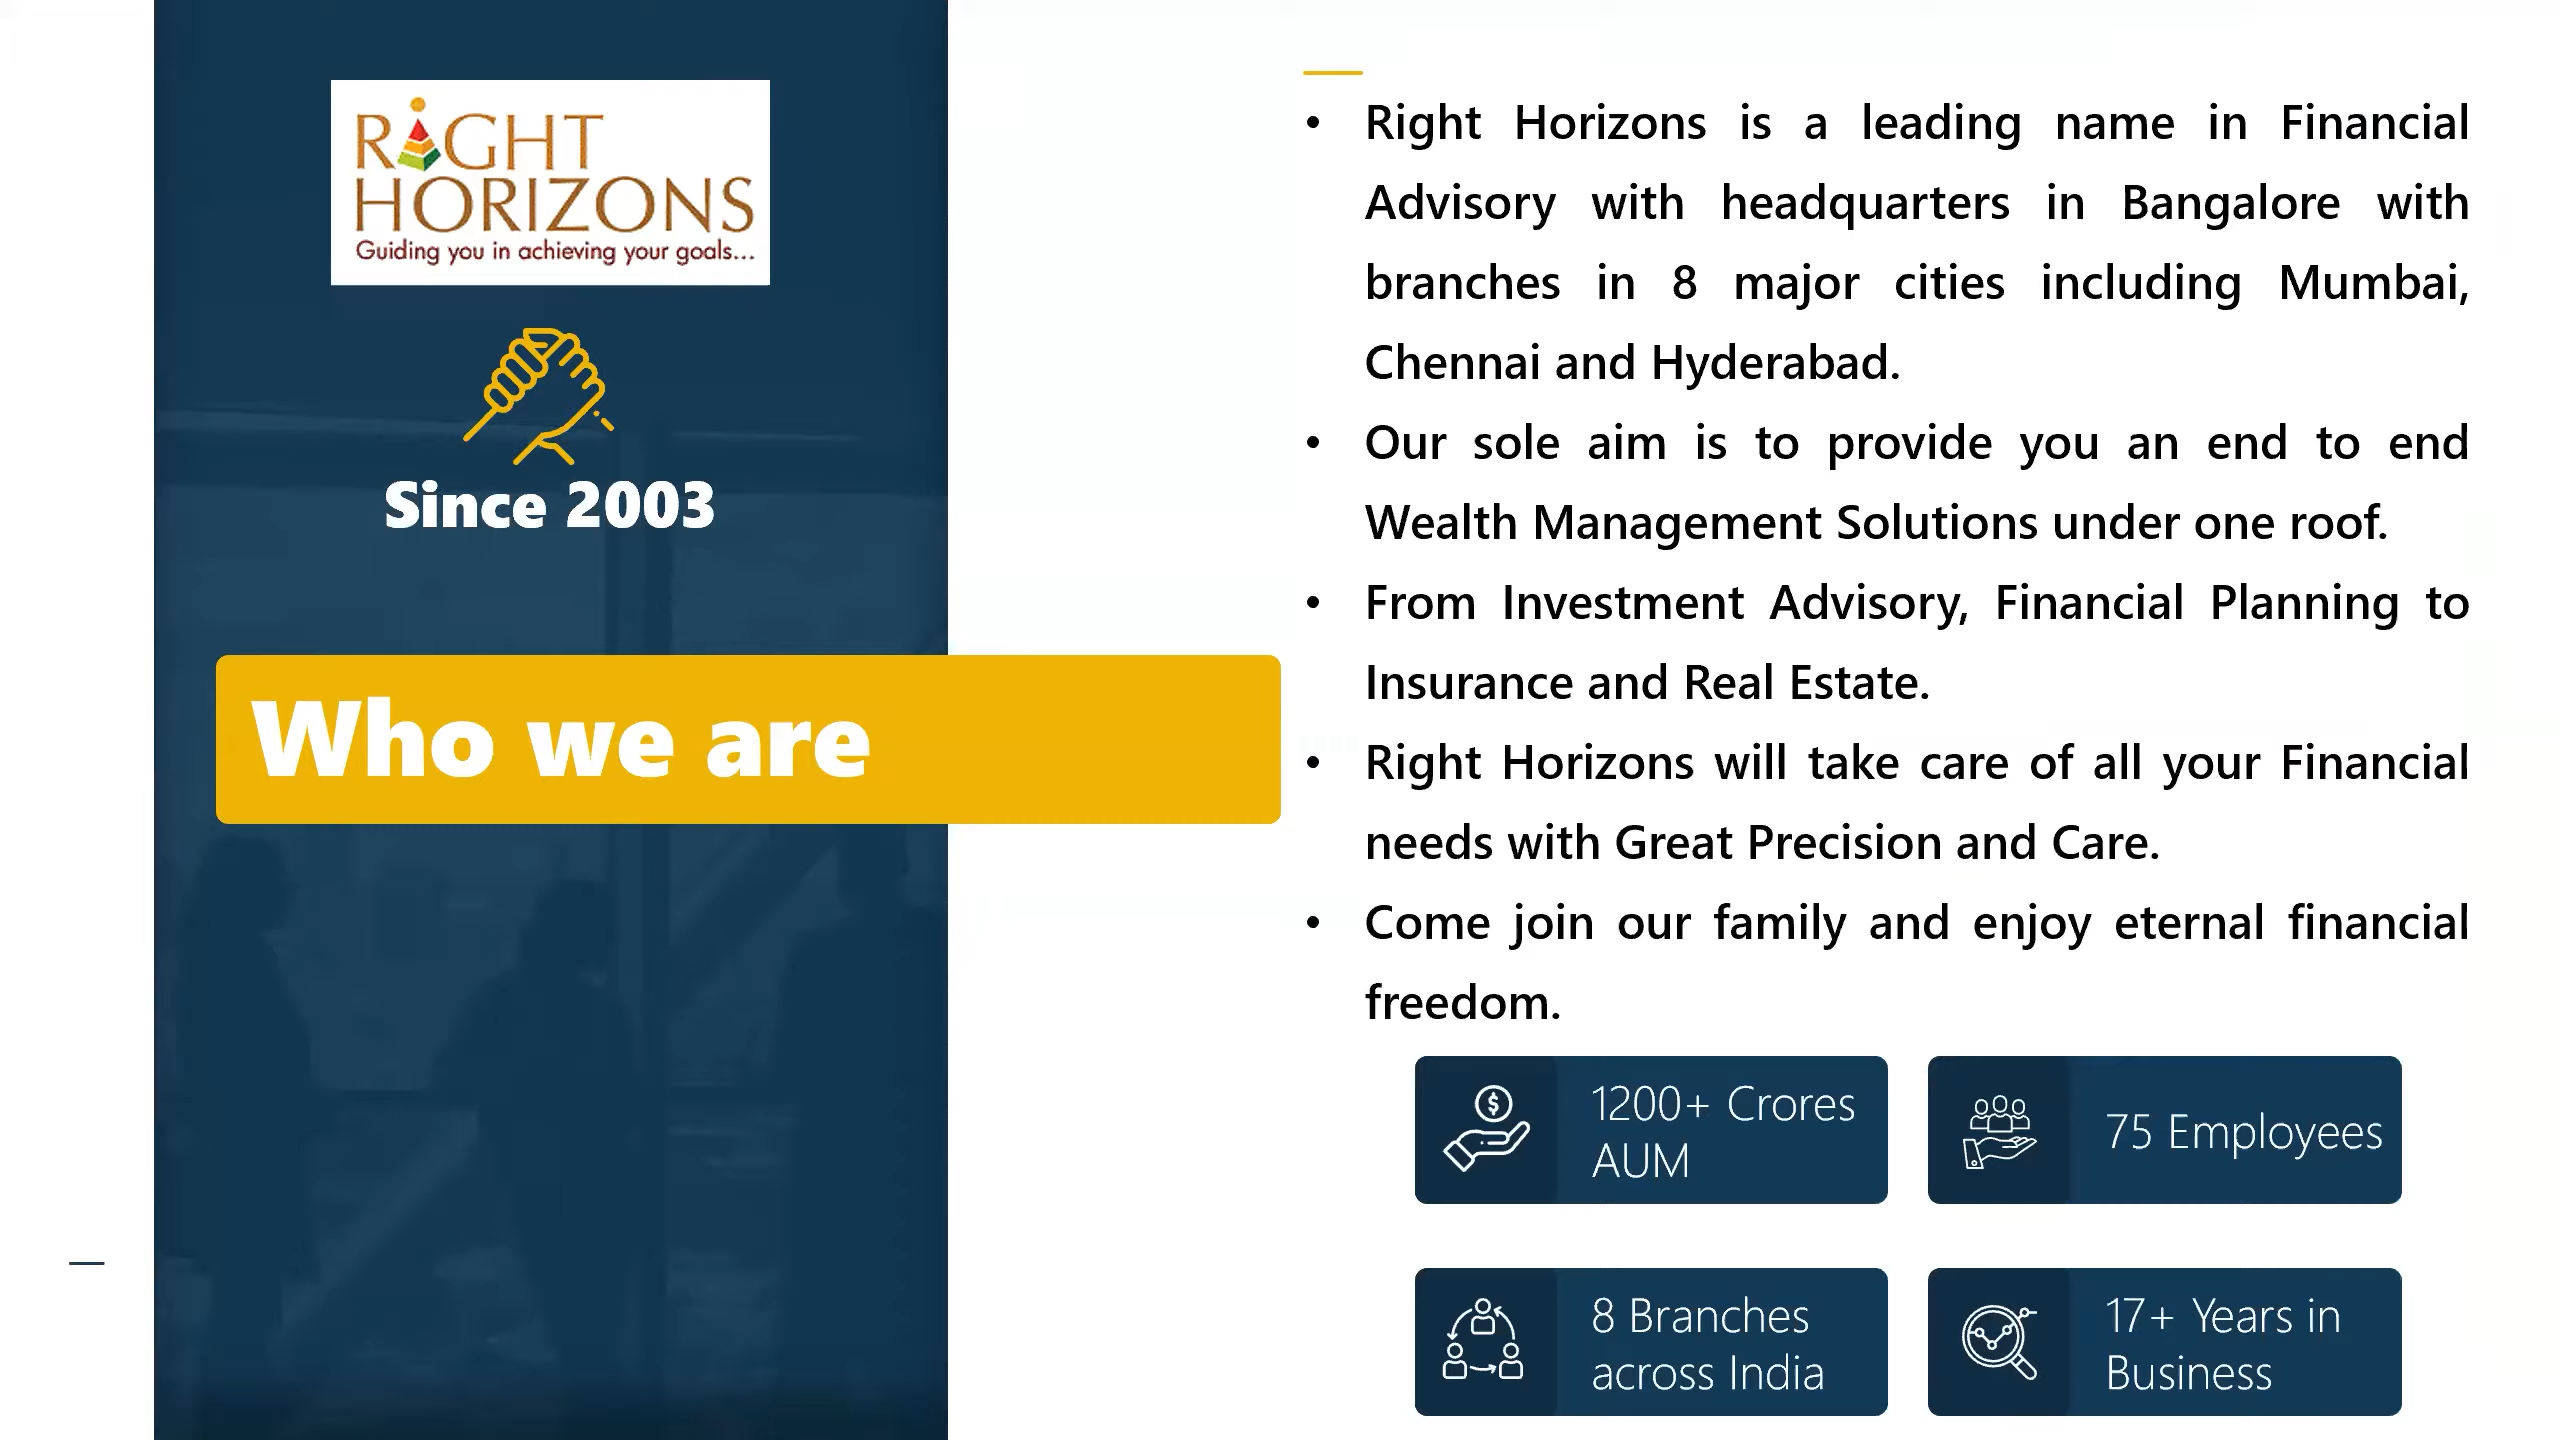 RIGHT
HORIZONS
Guiding you in achieving your goals...
Since 2003
Who we are
• Right Horizons is a leading name in Financial
Advisory with headquarters in Bangalore with
branches in 8 major cities including Mumbai,
Chennai and Hyderabad.
• Our sole aim is to provide you an end to end
Wealth Management Solutions under one roof.
• From Investment Advisory, Financial Planning to
Insurance and Real Estate.
• Right Horizons will take care of all your Financial
needs with Great Precision and Care.
• Come join our family and enjoy eternal financial
freedom.
1200+ Crores
AUM
75 Employees
8 Branches
across India
17+ Years in
Business